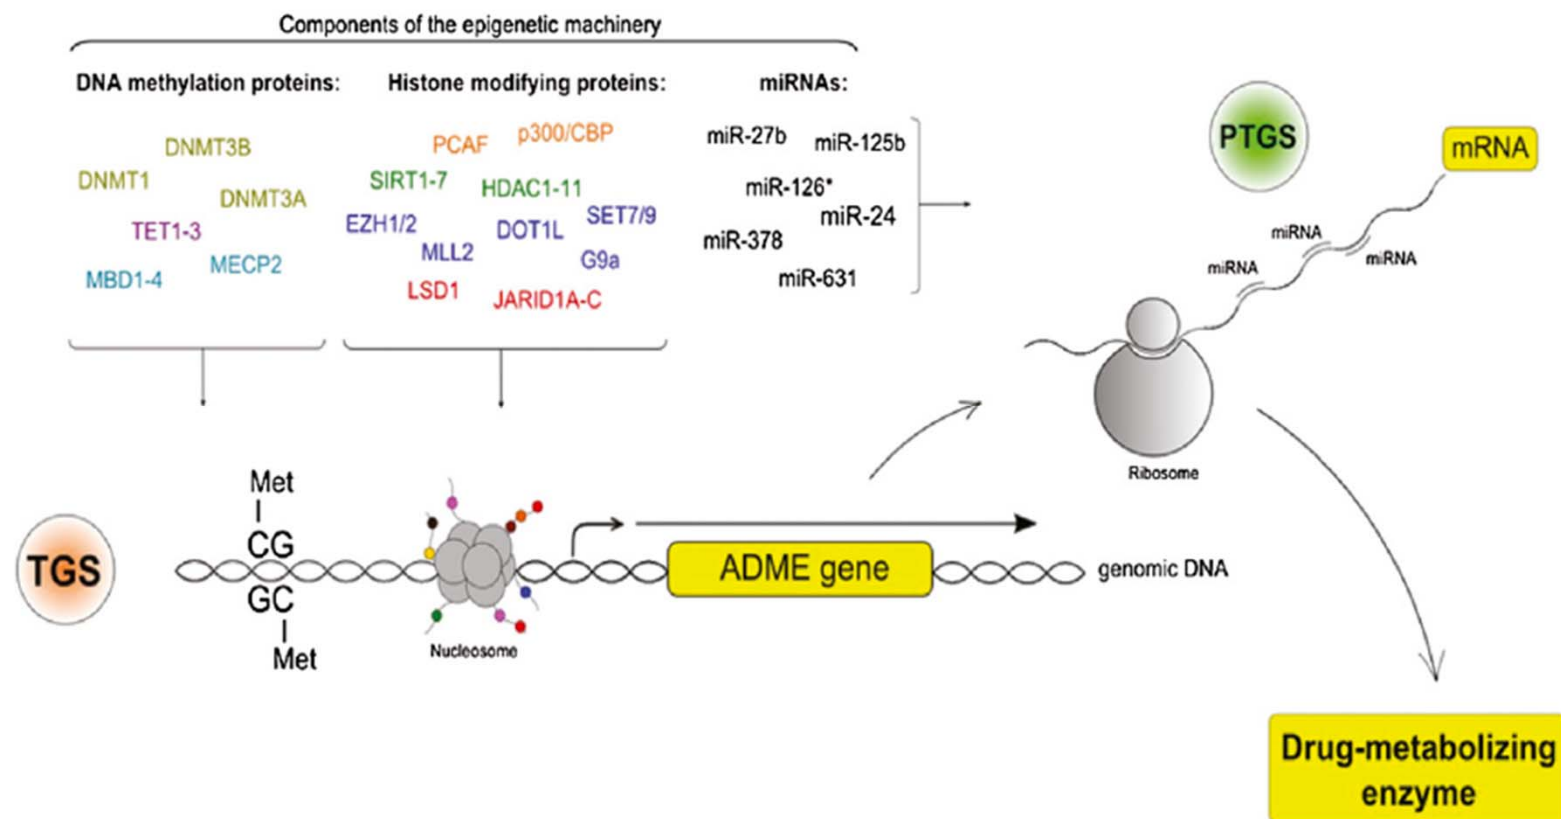 Components of the epigenetic machinery
DNA methylation proteins:
DNMT3B
DNMT1
DNMT3A
TET1-3
MECP2
MBD1-4
Histone modifying proteins:
p300/CBP
PCAF
SIRT1-7
HDAC1-11
EZH1/2
SET7/9
DOT1L
MLL2
G9a
LSD1
JARID1A-C
miRNAs:
miR-27b
miR-125b
miR-126*
miR-24
miR-378
miR-631
PTGS
mRNA
miRNA
miRNA
miRNA
Ribosome
TGS
Met
CG
GC
Met
Nucleosome
ADME gene
genomic DNA
Drug-metabolizing
enzyme